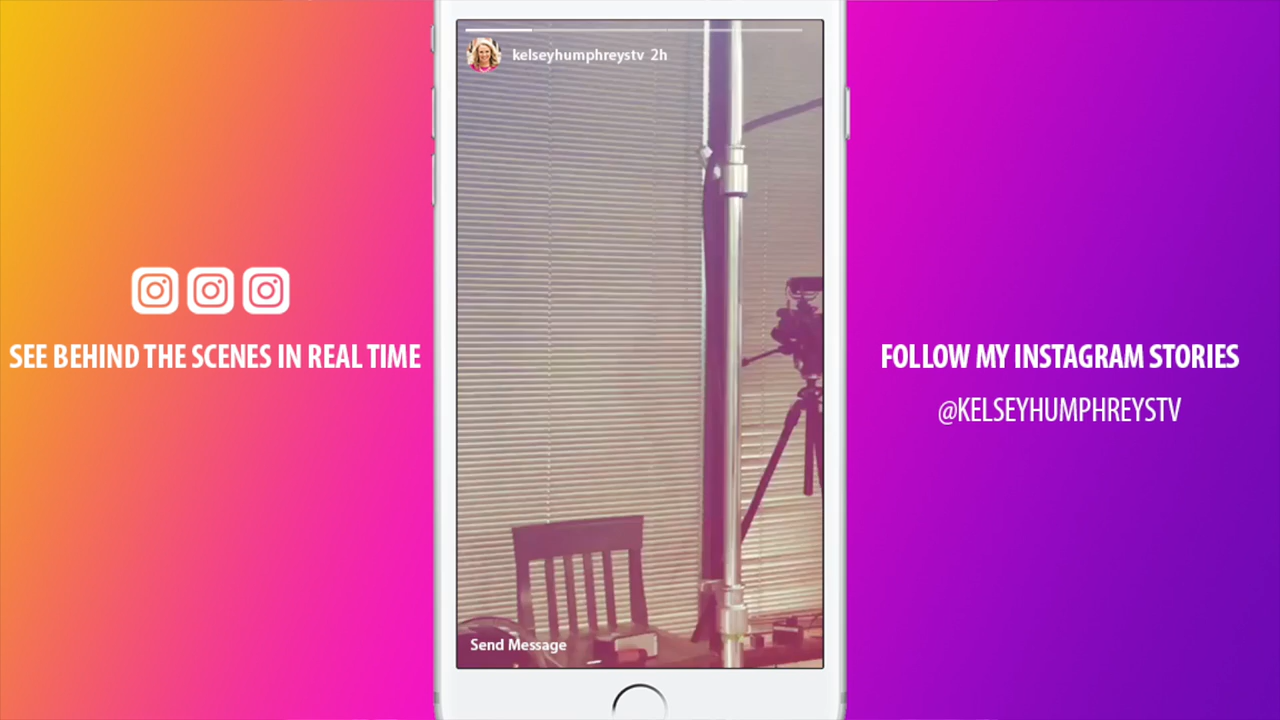 kelseyhumphreystv 2h
SEE BEHIND THE SCENES IN REAL TIME
FOLLOW MY INSTAGRAM STORIES
@KELSEYHUMPHREYSTV
Send Message